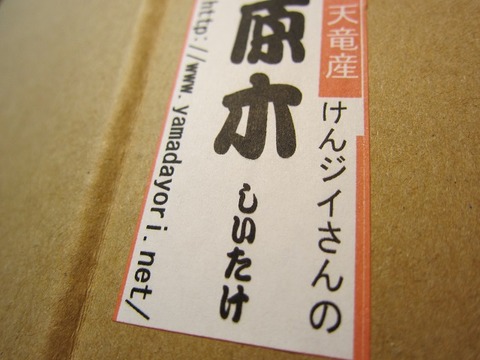 天竜産
けんジイさんの
原木
しいたけ
http://www.yamadayori.net/